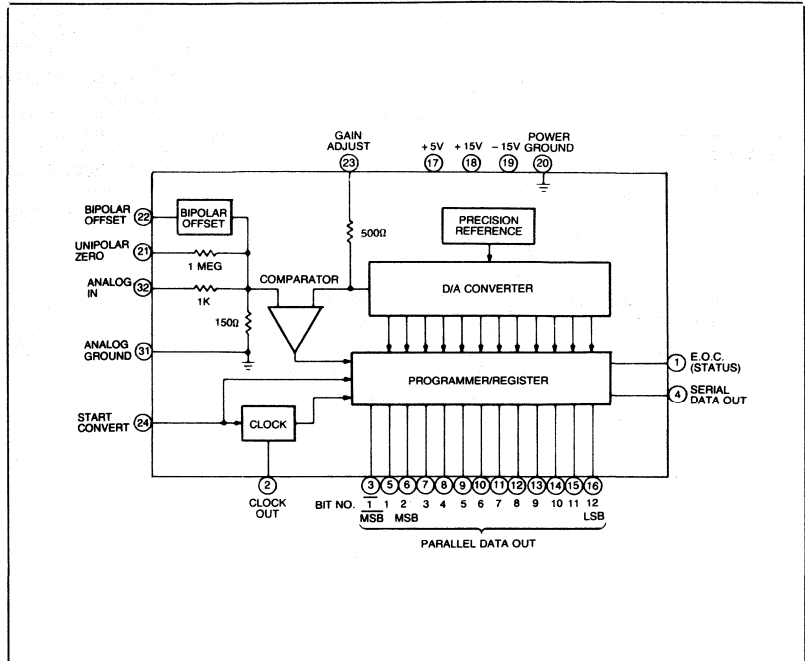 GAIN ADJUST
23
+5V
17
+15V
18
-15V
19
POWER GROUND
20
BIPOLAR OFFSET
22
BIPOLAR OFFSET
UNIPOLAR ZERO
21
1 MEG
ANALOG IN
32
1K
150Ω
ANALOG GROUND
31
500Ω
COMPARATOR
PRECISION REFERENCE
D/A CONVERTER
PROGRAMMER/REGISTER
1
E.O.C. (STATUS)
4
SERIAL DATA OUT
START CONVERT
24
CLOCK
2
CLOCK OUT
3 5 6 7 8 9 10 11 12 13 14 15 16
BIT NO. 1 1 2 3 4 5 6 7 8 9 10 11 12
MSB MSB LSB
PARALLEL DATA OUT